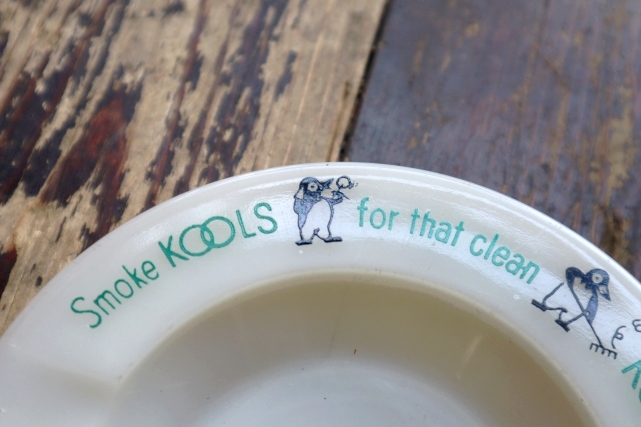 Smoke KOOLS for that clean